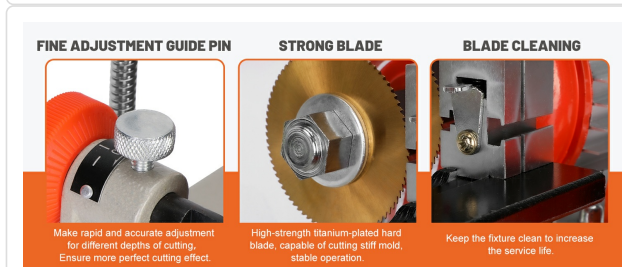 FINE ADJUSTMENT GUIDE PIN
STRONG BLADE
BLADE CLEANING
Make rapid and accurate adjustment
for different depths of cutting,
Ensure more perfect cutting effect.
High-strength titanium-plated hard
blade, capable of cutting stiff mold,
stable operation.
Keep the fixture clean to increase
the service life.